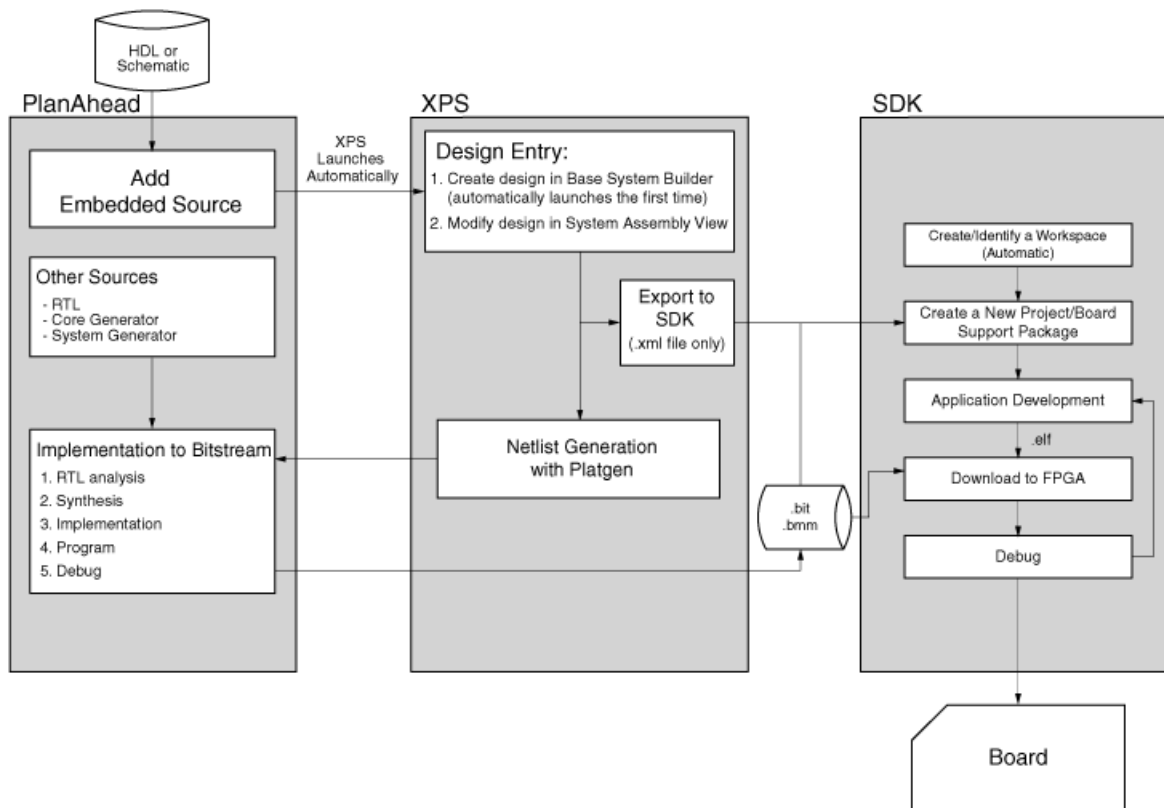 HDL or
Schematic
PlanAhead
Add
Embedded Source
Other Sources
- RTL
- Core Generator
- System Generator
Implementation to Bitstream
1. RTL analysis
2. Synthesis
3. Implementation
4. Program
5. Debug
XPS
Launches
Automatically
XPS
Design Entry:
1. Create design in Base System Builder
(automatically launches the first time)
2. Modify design in System Assembly View
Export to
SDK
(.xml file only)
Netlist Generation
with Platgen
.bit
.bmm
SDK
Create/Identify a Workspace
(Automatic)
Create a New Project/Board
Support Package
Application Development
.elf
Download to FPGA
Debug
Board